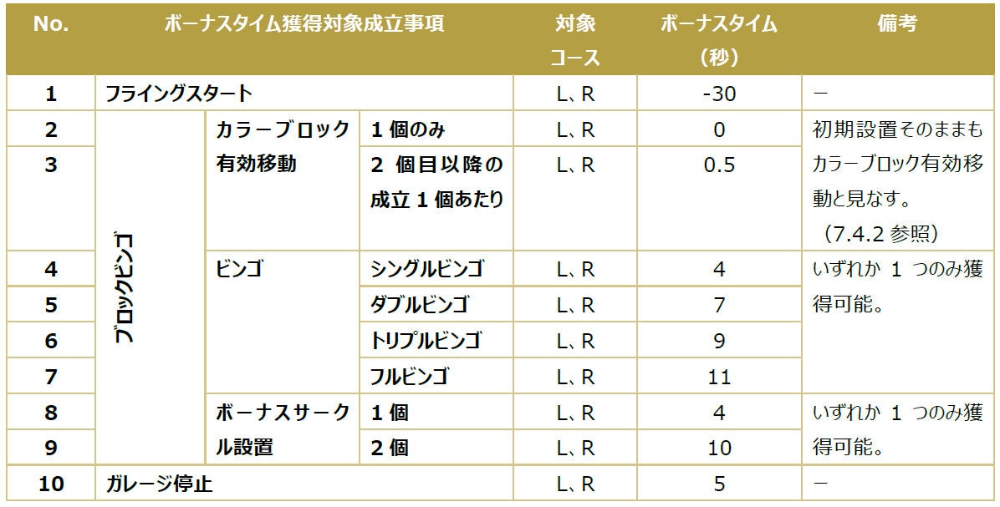 No. ボーナスタイム獲得対象成立事項 対象 ボーナスタイム 備考
コース （秒）
1 フライングスタート L、R -30 －
2 カラーブロック 1個のみ L、R 0 初期設置そのままも
3 有効移動 2 個目以降の L、R 0.5 カラーブロック有効移
成立1個あたり 動と見なす。
（7.4.2 参照）
ブロックビンゴ
4 ビンゴ シングルビンゴ L、R 4 いずれか 1 つのみ獲
5 ダブルビンゴ L、R 7 得可能。
6 トリプルビンゴ L、R 9
7 フルビンゴ L、R 11
8 ボーナスサーク 1個 L、R 4 いずれか 1 つのみ獲
9 ル設置 2個 L、R 10 得可能。
10 ガレージ停止 L、R 5 －